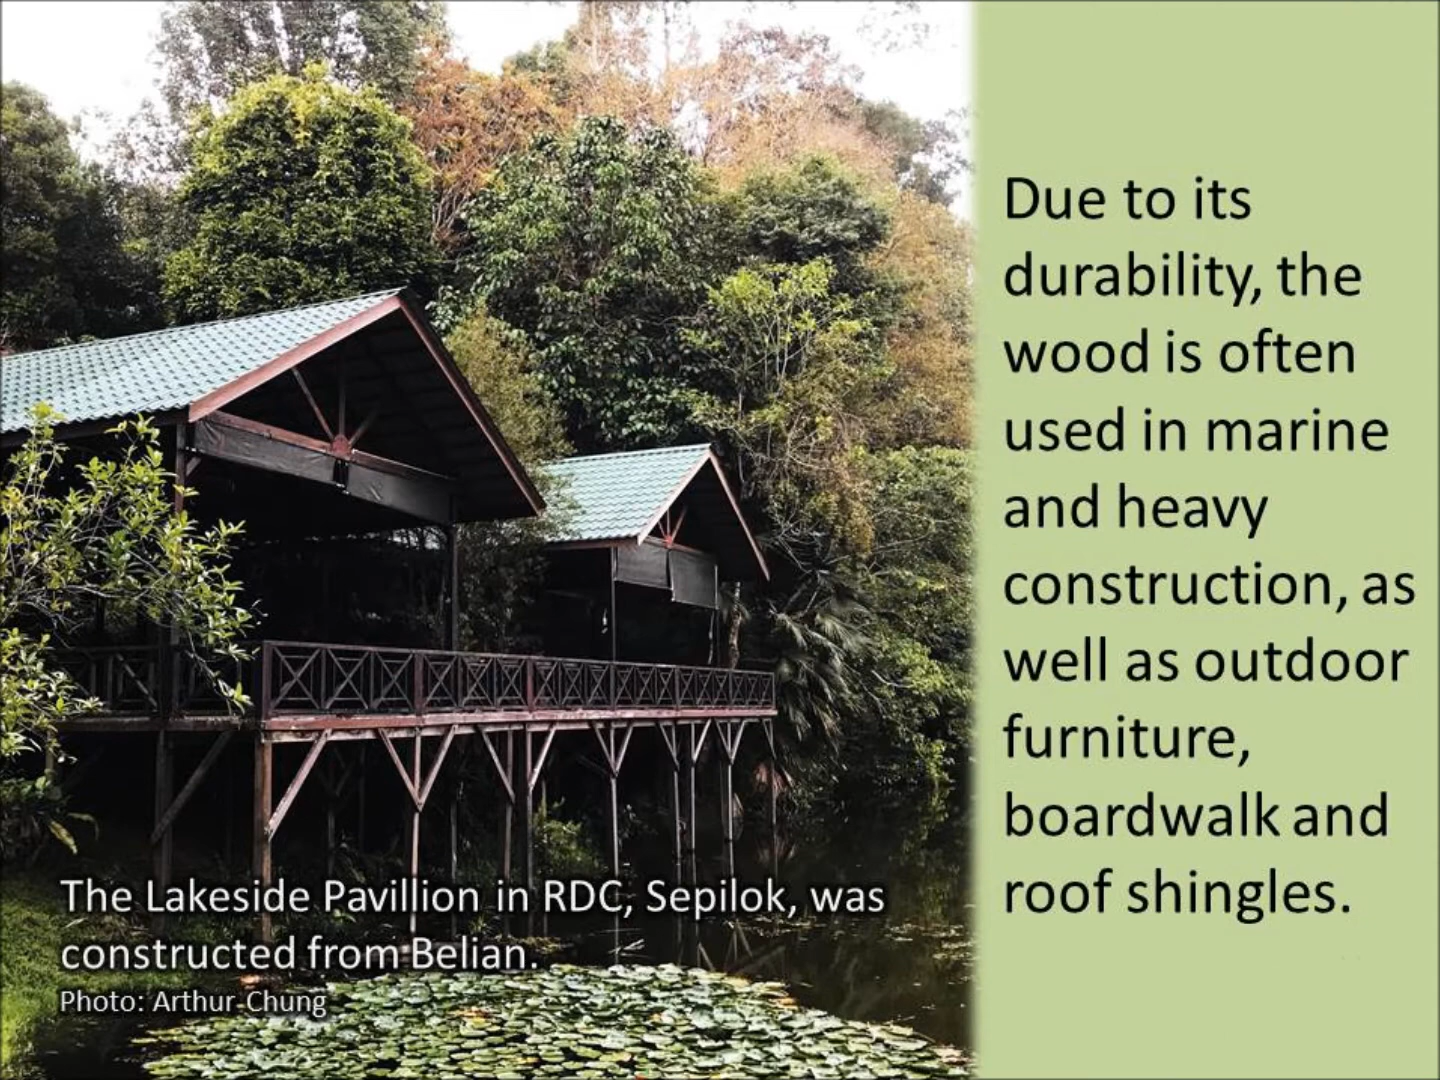 Due to its
durability, the
wood is often
used in marine
and heavy
construction, as
well as outdoor
furniture,
boardwalk and
roof shingles.
The Lakeside Pavillion in RDC, Sepilok, was
constructed from Belian.
Photo: Arthur Chung